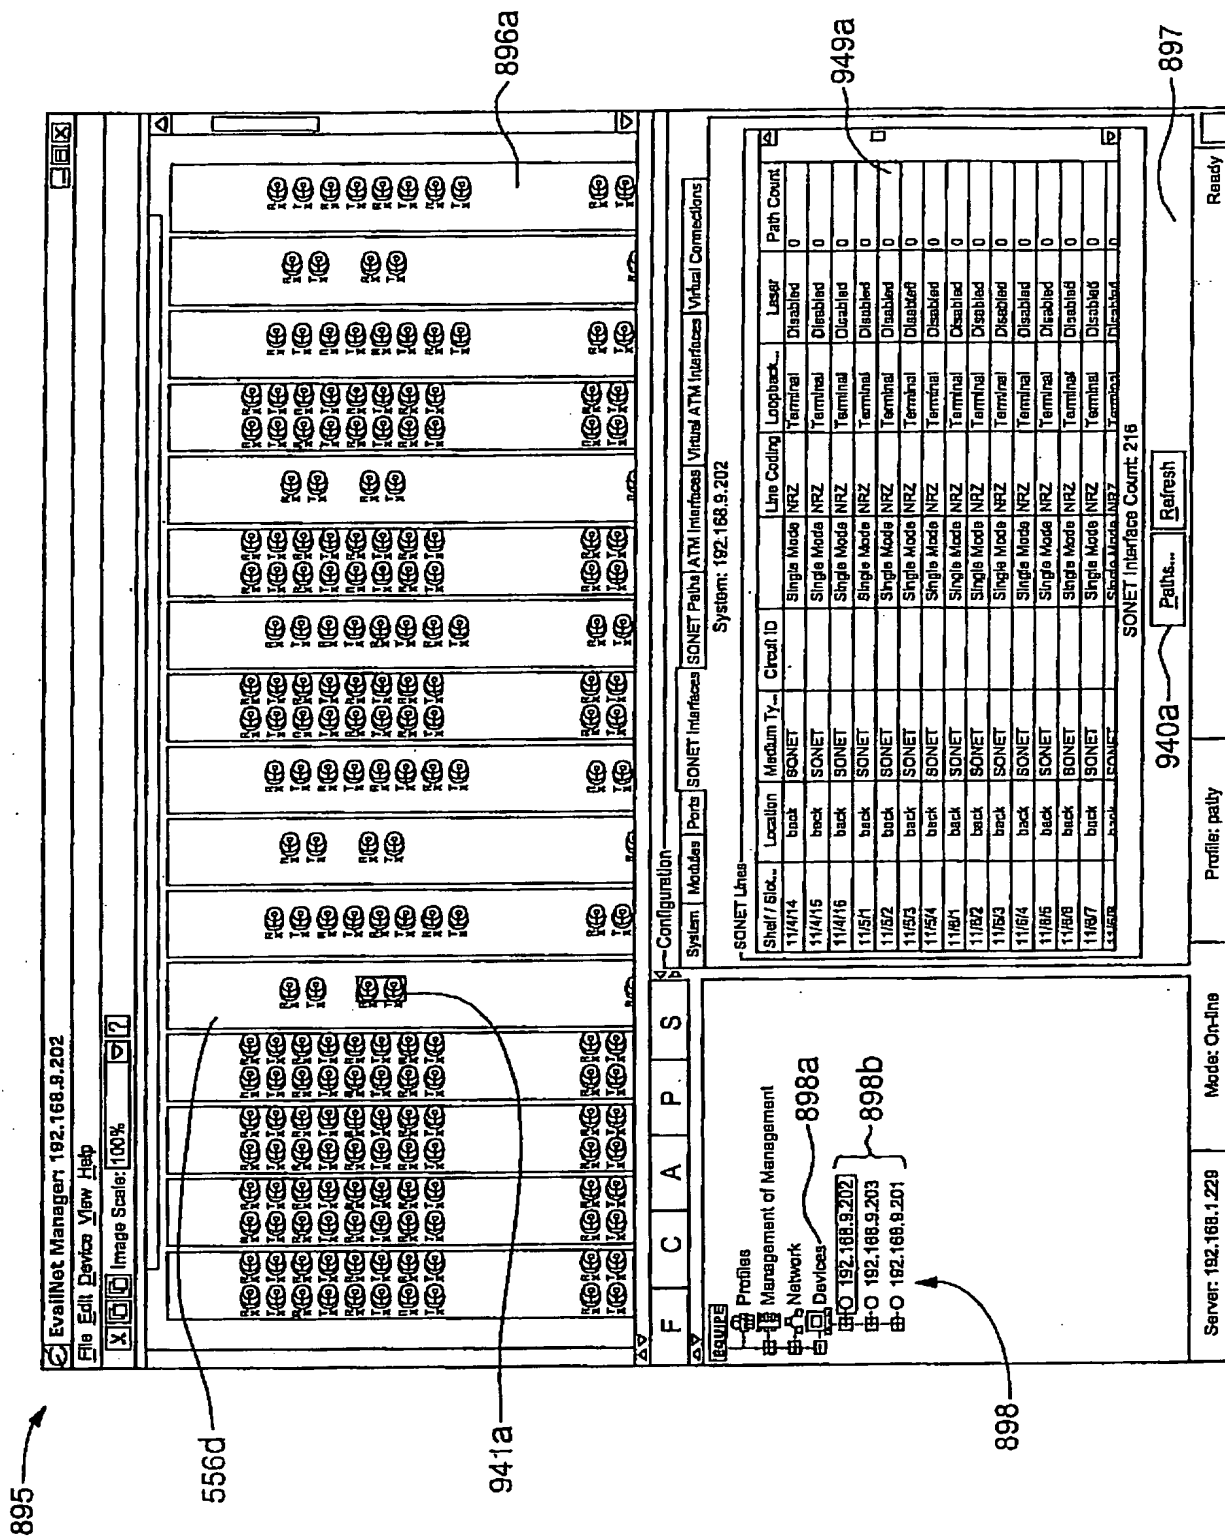 895
EvailNet Manager: 192.168.9.202
File Edit Device View Help
Image Scale: 100%
?
556d
941a
896a
F C A P S
EQUIPE
Profiles
Management of Management
Network
Devices
192.168.9.202
192.168.9.203
192.168.9.201
898a
898b
898
Configuration
System Modules Ports SONET Interfaces SONET Paths ATM Interfaces Virtual ATM Interfaces Virtual Connections
System: 192.168.9.202
SONET Lines
Shelf / Slot... Location Medium Ty... Circuit ID Line Coding Loopback... Laser Path Count
11/4/14 back SONET Single Mode NRZ Terminal Disabled 0
11/4/15 back SONET Single Mode NRZ Terminal Disabled 0
11/4/16 back SONET Single Mode NRZ Terminal Disabled 0
11/5/1 back SONET Single Mode NRZ Terminal Disabled 0
11/5/2 back SONET Single Mode NRZ Terminal Disabled 0
11/5/3 back SONET Single Mode NRZ Terminal Disabled 0
11/5/4 back SONET Single Mode NRZ Terminal Disabled 0
11/6/1 back SONET Single Mode NRZ Terminal Disabled 0
11/6/2 back SONET Single Mode NRZ Terminal Disabled 0
11/6/3 back SONET Single Mode NRZ Terminal Disabled 0
11/6/4 back SONET Single Mode NRZ Terminal Disabled 0
11/6/5 back SONET Single Mode NRZ Terminal Disabled 0
11/6/6 back SONET Single Mode NRZ Terminal Disabled 0
11/6/7 back SONET Single Mode NRZ Terminal Disabled 0
11/6/8 back SONET Single Mode NRZ Terminal Disabled 0
SONET Interface Count: 216
949a
940a
Paths... Refresh
897
Server: 192.168.1.229 Mode: On-line Profile: patty Ready